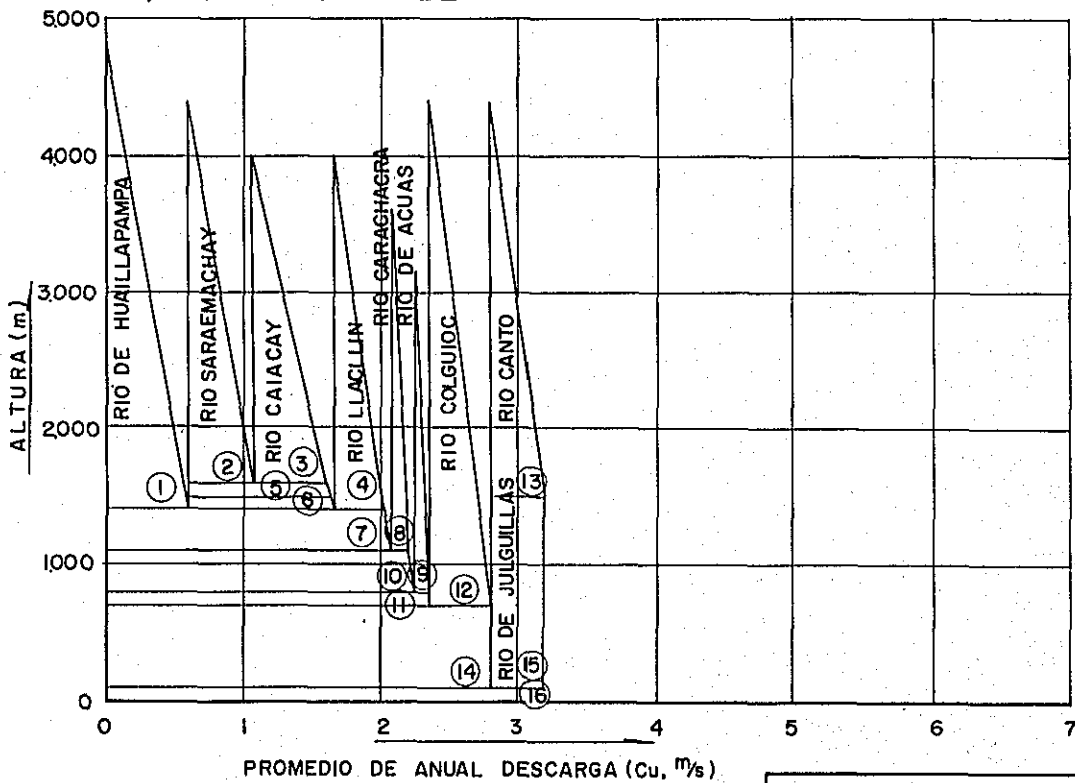 5,000
4,000
3,000
2,000
1,000
0
ALTURA (m)
RIO DE HUAILLAPAMPA
RIO SARAEMACHAY
RIO CAIACAY
RIO LLACLLIN
RIO CARACHACRA
RIO DE ACUAS
RIO COLGUIOC
RIO DE JULGUILLAS
RIO CANTO
1
2
3
4
5
6
7
8
9
10
11
12
13
14
15
16
0 1 2 3 4 5 6 7
PROMEDIO DE ANUAL DESCARGA (Cu, m/s)